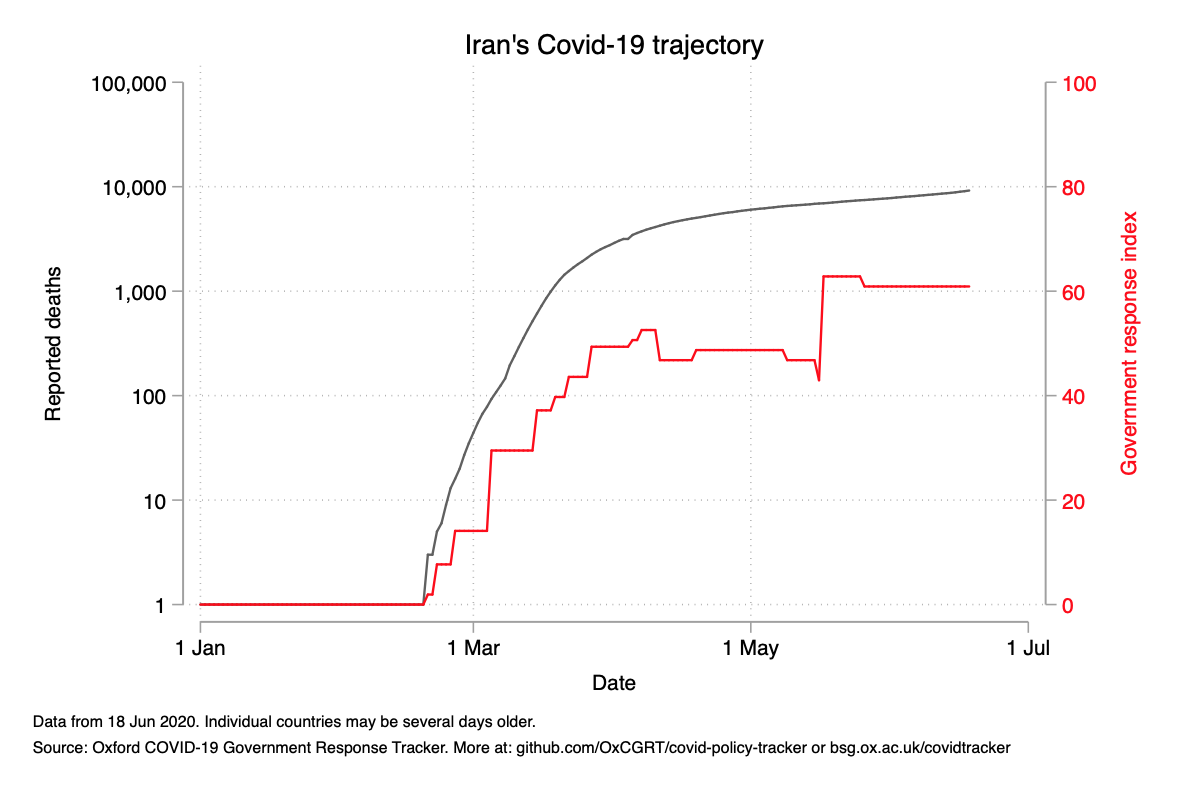 Iran's Covid-19 trajectory
100,000
10,000
1,000
100
10
1
Reported deaths
100
80
60
40
20
0
Government response index
1 Jan
1 Mar
1 May
1 Jul
Date
Data from 18 Jun 2020. Individual countries may be several days older.
Source: Oxford COVID-19 Government Response Tracker. More at: github.com/OxCGRT/covid-policy-tracker or bsg.ox.ac.uk/covidtracker